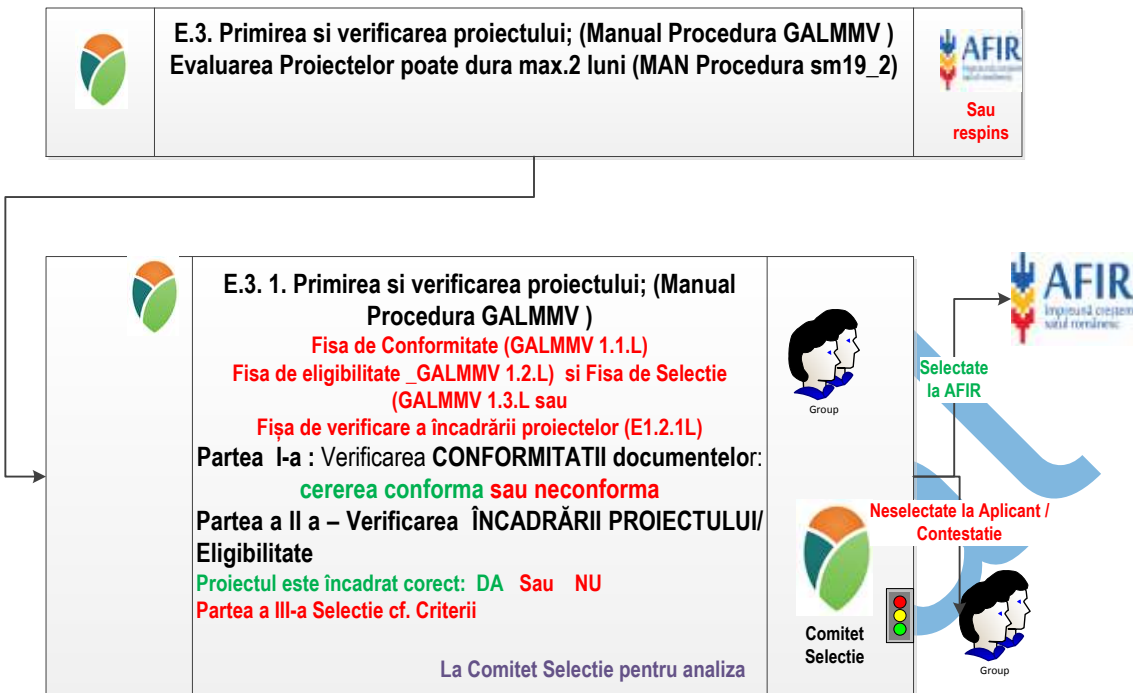 E.3. Primirea si verificarea proiectului; (Manual Procedura GALMMV )
Evaluarea Proiectelor poate dura max.2 luni (MAN Procedura sm19_2)
AFIR
Sau
respins
E.3. 1. Primirea si verificarea proiectului; (Manual
Procedura GALMMV )
Fisa de Conformitate (GALMMV 1.1.L)
Fisa de eligibilitate _GALMMV 1.2.L) si Fisa de Selectie
(GALMMV 1.3.L sau
Fișa de verificare a încadrării proiectelor (E1.2.1L)
Partea I-a : Verificarea CONFORMITATII documentelor:
cererea conforma sau neconforma
Partea a II a – Verificarea ÎNCADRĂRII PROIECTULUI/
Eligibilitate
Proiectul este încadrat corect: DA Sau NU
Partea a III-a Selectie cf. Criterii
La Comitet Selectie pentru analiza
Group
Comitet
Selectie
AFIR
împreună creștem
satul românesc
Selectate
la AFIR
Neselectate la Aplicant /
Contestatie
Group